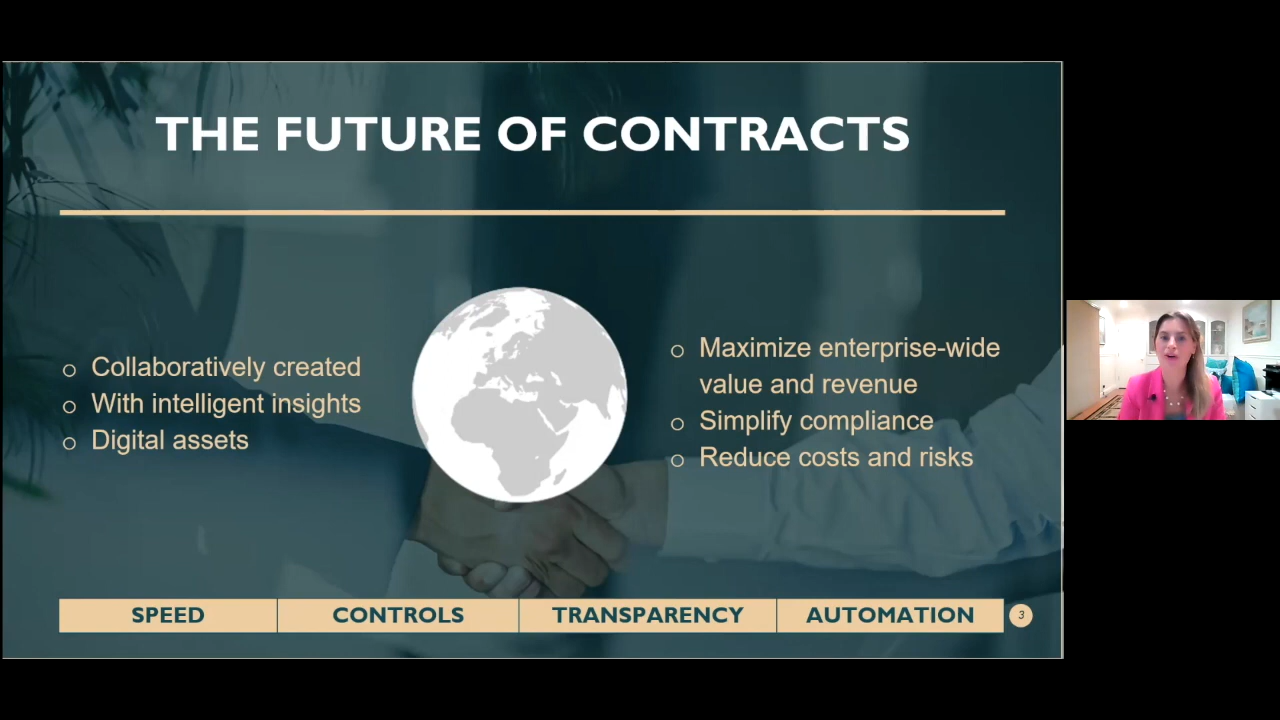 THE FUTURE OF CONTRACTS
Collaboratively created
With intelligent insights
Digital assets
Maximize enterprise-wide
value and revenue
Simplify compliance
Reduce costs and risks
SPEED
CONTROLS
TRANSPARENCY
AUTOMATION
3